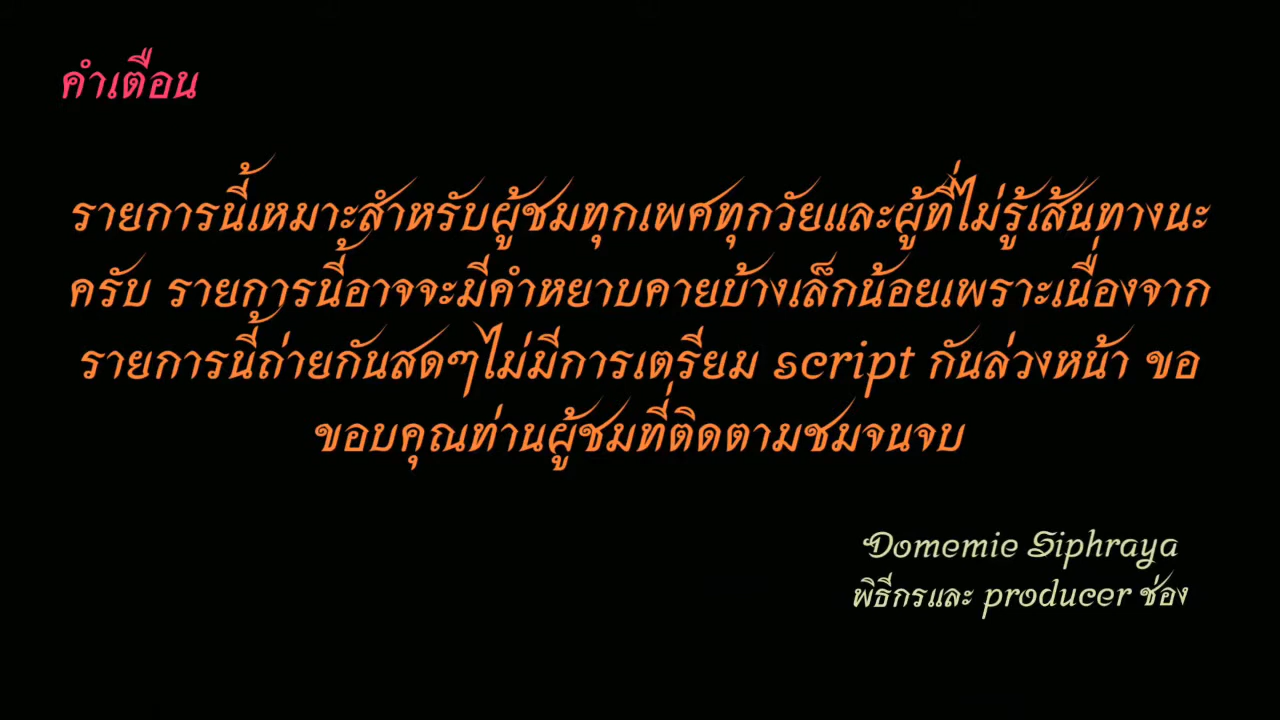 คำเตือน
รายการนี้เหมาะสำหรับผู้ชมทุกเพศทุกวัยและผู้ที่ไม่รู้เส้นทางนะ
ครับ รายการนี้อาจจะมีคำหยาบคายบ้างเล็กน้อยเพราะเนื่องจาก
รายการนี้ถ่ายกันสดๆไม่มีการเตรียม script กันล่วงหน้า ขอ
ขอบคุณท่านผู้ชมที่ติดตามชมจนจบ
Domemie Siphraya
พิธีกรและ producer ช่อง